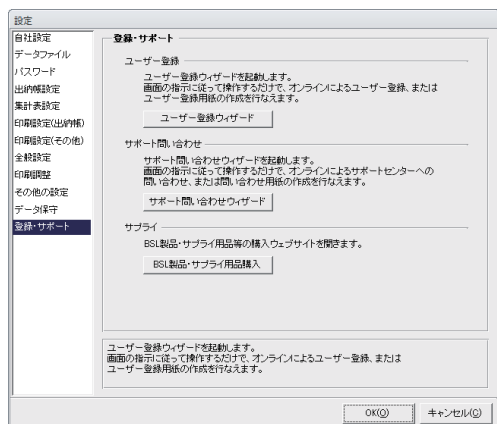 設定
自社設定
データファイル
パスワード
出納帳設定
集計表設定
印刷設定(出納帳)
印刷設定(その他)
全般設定
印刷調整
その他の設定
データ保守
登録・サポート
登録・サポート
ユーザー登録
ユーザー登録ウィザードを起動します。
画面の指示に従って操作するだけで、オンラインによるユーザー登録、または
ユーザー登録用紙の作成を行なえます。
ユーザー登録ウィザード
サポート問い合わせ
サポート問い合わせウィザードを起動します。
画面の指示に従って操作するだけで、オンラインによるサポートセンターへの
問い合わせ、または問い合わせ用紙の作成を行なえます。
サポート問い合わせウィザード
サプライ
BSL製品・サプライ用品等の購入ウェブサイトを開きます。
BSL製品・サプライ用品購入
ユーザー登録ウィザードを起動します。
画面の指示に従って操作するだけで、オンラインによるユーザー登録、または
ユーザー登録用紙の作成を行なえます。
OK(O)
キャンセル(C)